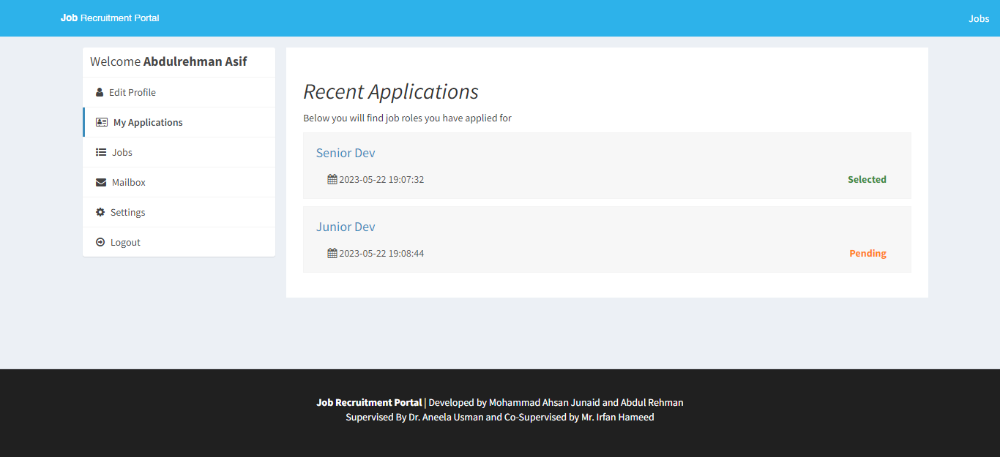 Job Recruitment Portal
Jobs
Welcome Abdulrehman Asif
Edit Profile
My Applications
Jobs
Mailbox
Settings
Logout
Recent Applications
Below you will find job roles you have applied for
Senior Dev
2023-05-22 19:07:32
Selected
Junior Dev
2023-05-22 19:08:44
Pending
Job Recruitment Portal | Developed by Mohammad Ahsan Junaid and Abdul Rehman
Supervised By Dr. Aneela Usman and Co-Supervised by Mr. Irfan Hameed